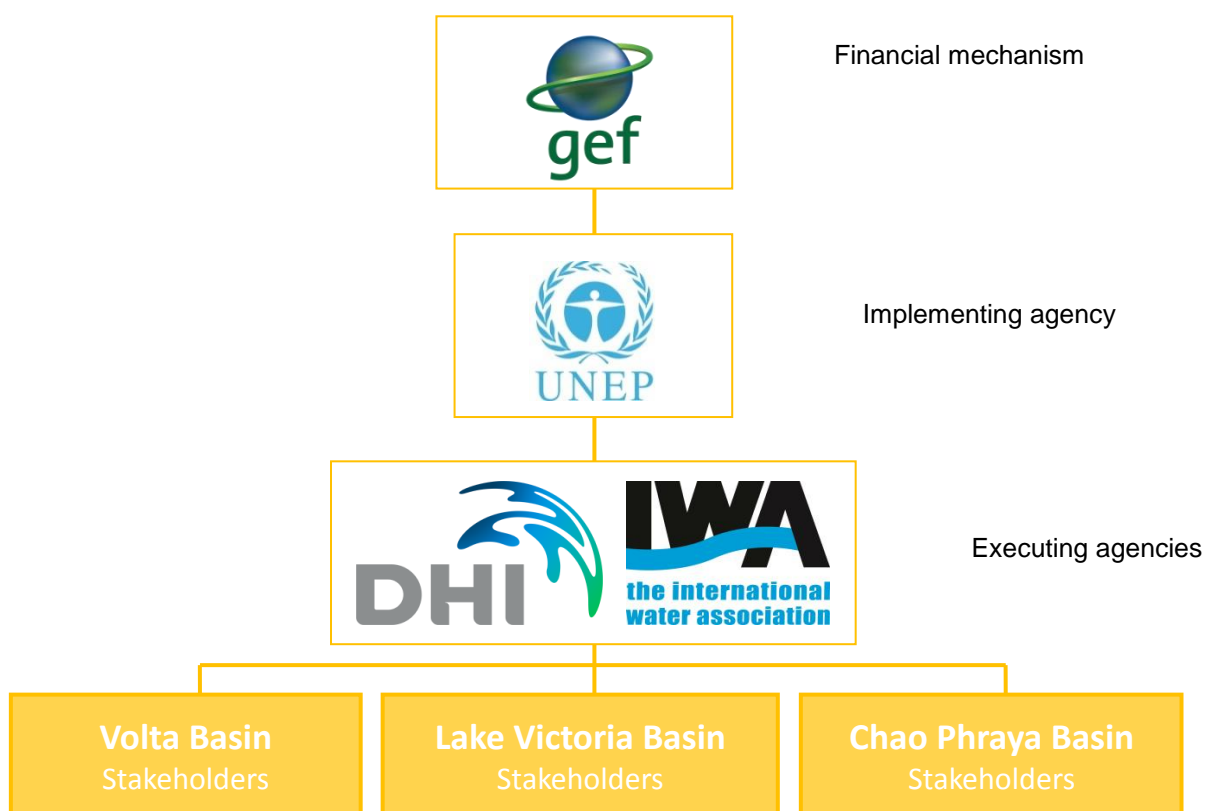 gef
Financial mechanism
UNEP
Implementing agency
DHI
IWA
the international
water association
Executing agencies
Volta Basin
Stakeholders
Lake Victoria Basin
Stakeholders
Chao Phraya Basin
Stakeholders